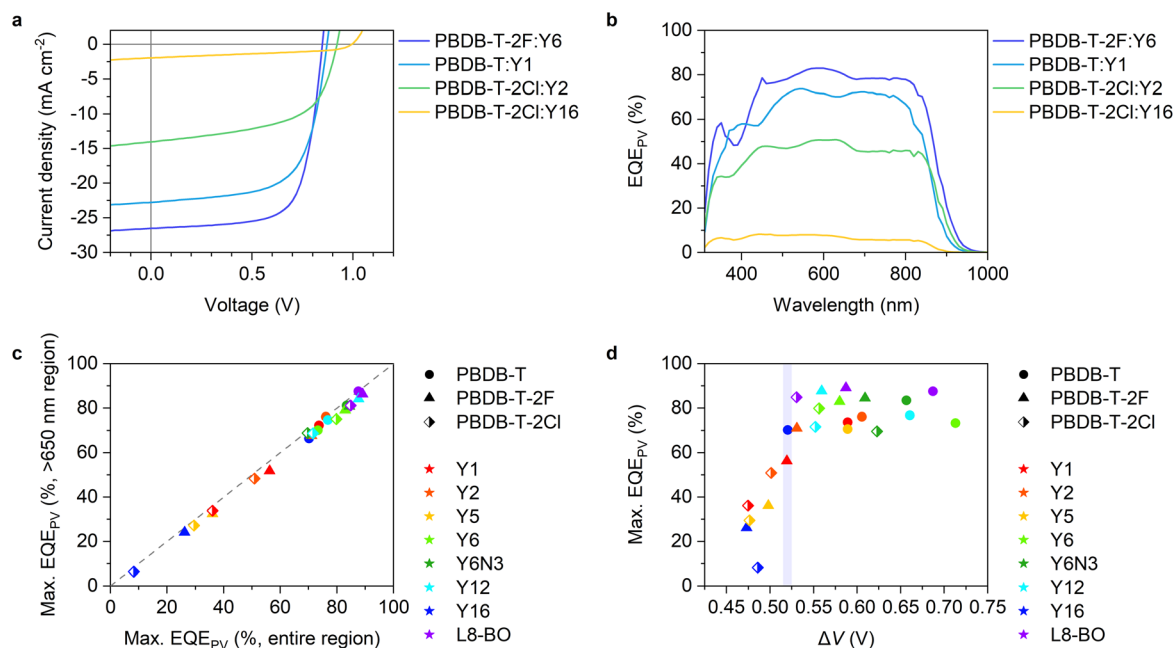 a
Current density (mA cm⁻²)
0
-5
-10
-15
-20
-25
-30
0.0
0.5
1.0
Voltage (V)
PBDB-T-2F:Y6
PBDB-T:Y1
PBDB-T-2Cl:Y2
PBDB-T-2Cl:Y16
b
EQE_PV (%)
100
80
60
40
20
0
400
600
800
1000
Wavelength (nm)
PBDB-T-2F:Y6
PBDB-T:Y1
PBDB-T-2Cl:Y2
PBDB-T-2Cl:Y16
c
Max. EQE_PV (%, >650 nm region)
100
80
60
40
20
0
0
20
40
60
80
100
Max. EQE_PV (%, entire region)
PBDB-T
PBDB-T-2F
PBDB-T-2Cl
Y1
Y2
Y5
Y6
Y6N3
Y12
Y16
L8-BO
d
Max. EQE_PV (%)
100
80
60
40
20
0
0.45
0.50
0.55
0.60
0.65
0.70
0.75
ΔV (V)
PBDB-T
PBDB-T-2F
PBDB-T-2Cl
Y1
Y2
Y5
Y6
Y6N3
Y12
Y16
L8-BO